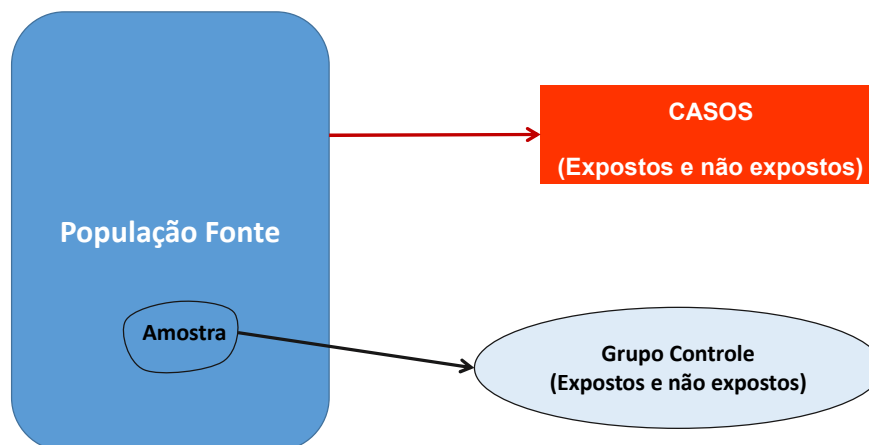 CASOS
(Expostos e não expostos)
População Fonte
Amostra
Grupo Controle
(Expostos e não expostos)